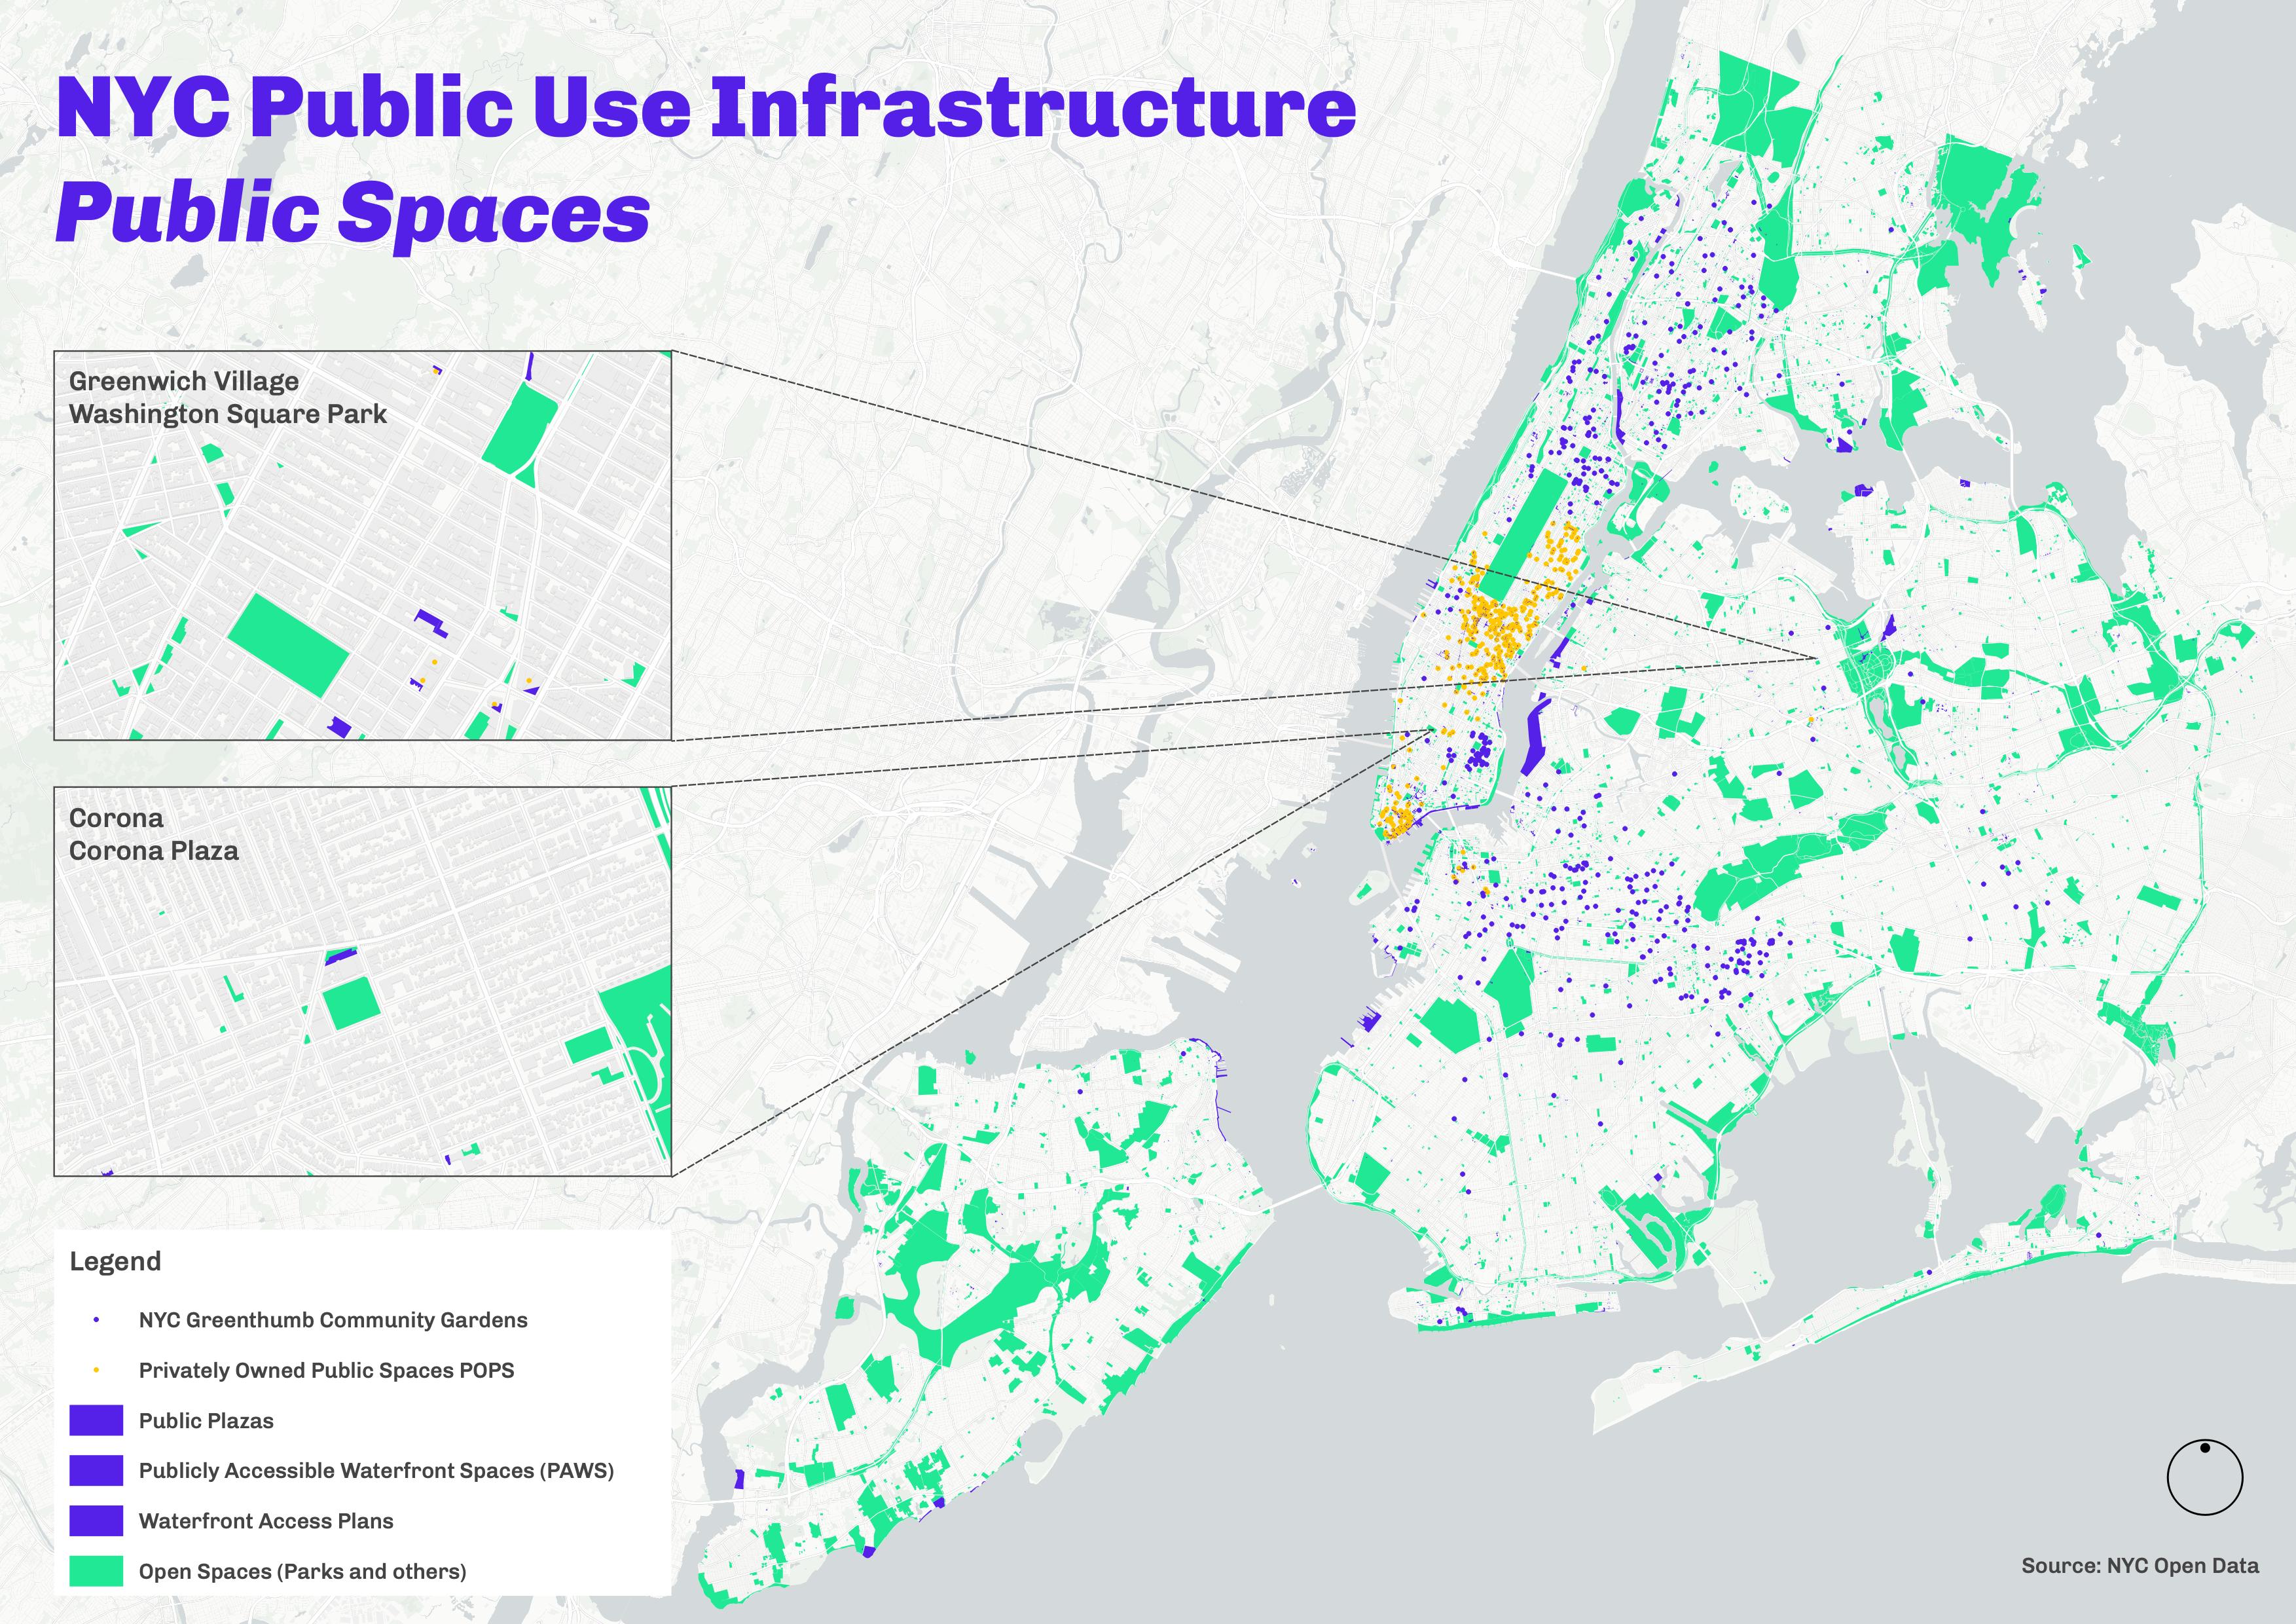 NYC Public Use Infrastructure
Public Spaces
Greenwich Village
Washington Square Park
Corona
Corona Plaza
Legend
NYC Greenthumb Community Gardens
Privately Owned Public Spaces POPS
Public Plazas
Publicly Accessible Waterfront Spaces (PAWS)
Waterfront Access Plans
Open Spaces (Parks and others)
Source: NYC Open Data